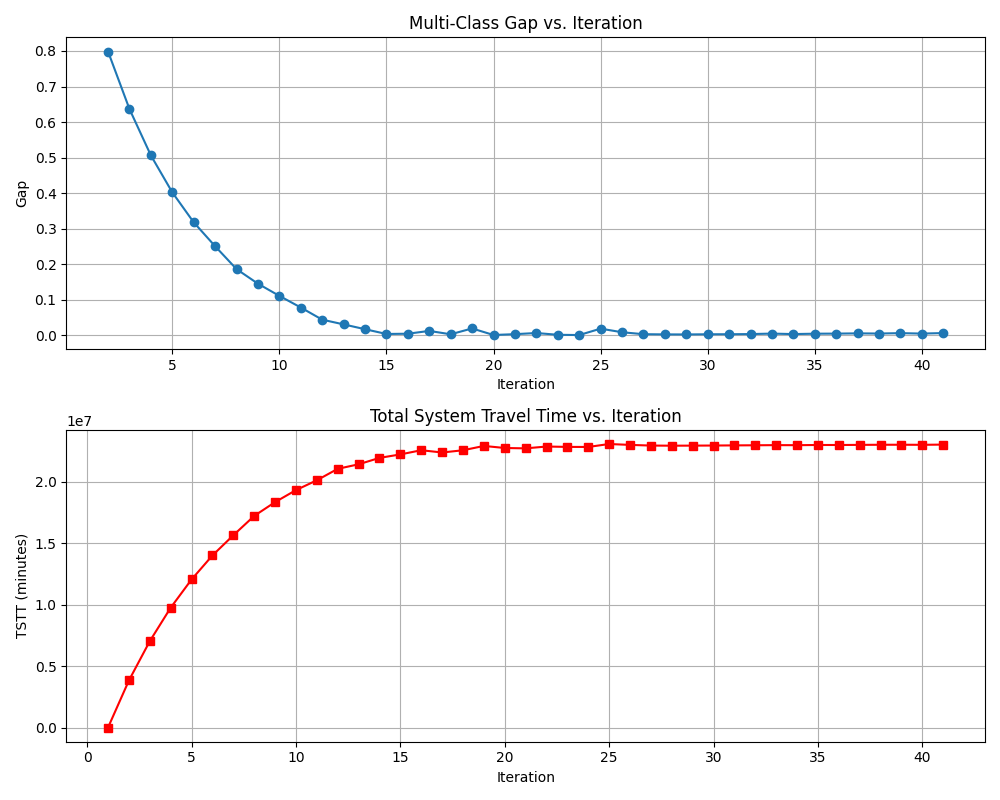 Multi-Class Gap vs. Iteration
0.8
0.7
0.6
0.5
0.4
0.3
0.2
0.1
0.0
Gap
5 10 15 20 25 30 35 40
Iteration
Total System Travel Time vs. Iteration
1e7
2.0
1.5
1.0
0.5
0.0
TSTT (minutes)
0 5 10 15 20 25 30 35 40
Iteration